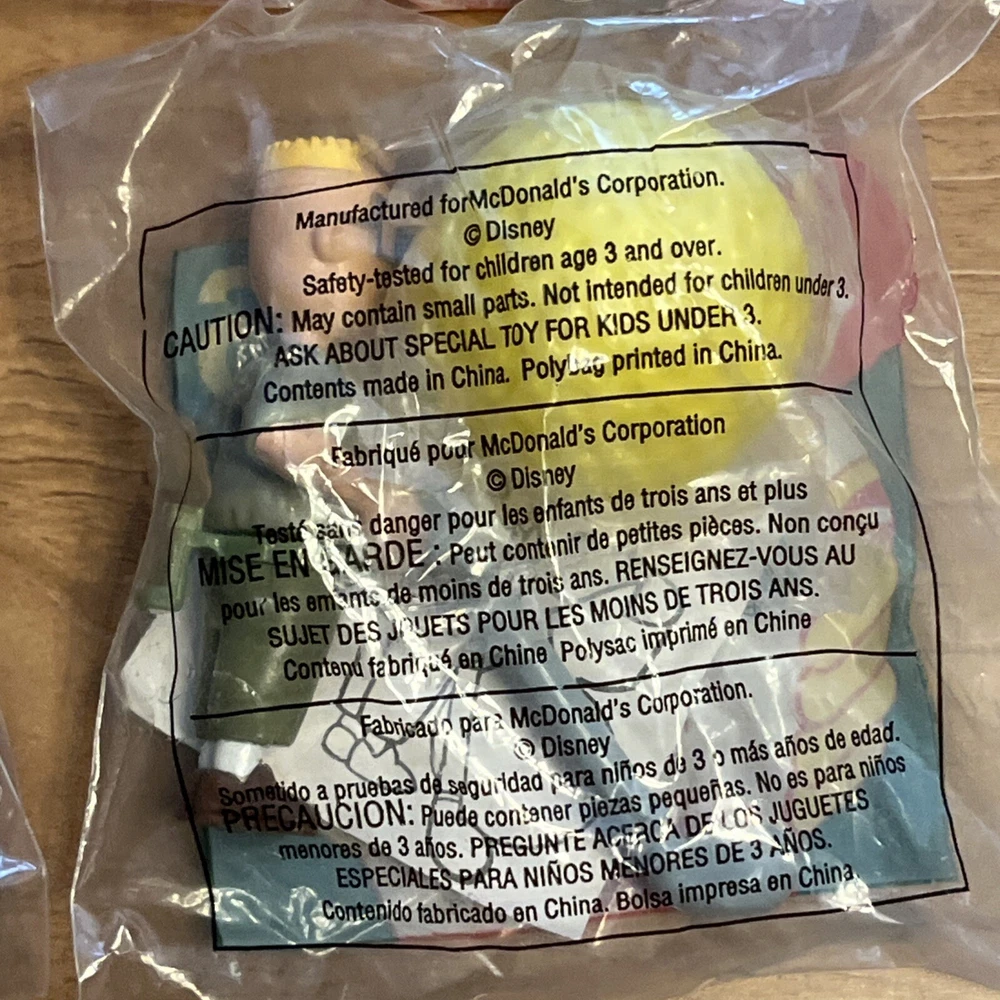 Manufactured forMcDonald's Corporation.
© Disney
Safety-tested for children age 3 and over.
CAUTION: May contain small parts. Not intended for children under 3.
ASK ABOUT SPECIAL TOY FOR KIDS UNDER 3.
Contents made in China. Polybag printed in China.
Fabriqué pour McDonald's Corporation
© Disney
Testé sans danger pour les enfants de trois ans et plus
MISE EN GARDE : Peut contenir de petites pièces. Non conçu
pour les enfants de moins de trois ans. RENSEIGNEZ-VOUS AU
SUJET DES JOUETS POUR LES MOINS DE TROIS ANS.
Contenu fabriqué en Chine Polysac imprimé en Chine
Fabricado para McDonald's Corporation.
© Disney
Sometido a pruebas de seguridad para niños de 3 o más años de edad.
PRECAUCION: Puede contener piezas pequeñas. No es para niños
menores de 3 años. PREGUNTE ACERCA DE LOS JUGUETES
ESPECIALES PARA NIÑOS MENORES DE 3 AÑOS.
Contenido fabricado en China. Bolsa impresa en China.